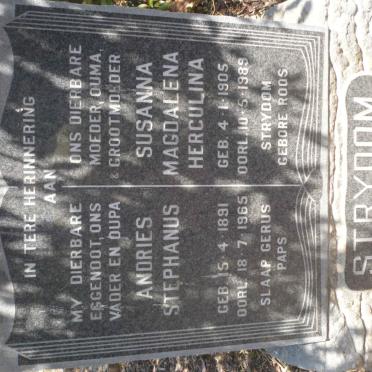 IN TERE HERINNERING
AAN
MY DIERBARE
EGGENOOT, ONS
VADER EN OUPA
ANDRIES
STEPHANUS
GEB. 15·4·1891
OORL. 18·7·1965
SLAAP GERUS
PAPS
ONS DIERBARE
MOEDER, OUMA,
& GROOTMOEDER
SUSANNA
MAGDALENA
HERCULINA
GEB. 4·1·1905
OORL. 10·5·1989
STRYDOM
GEBORE ROOS
STRYDOM